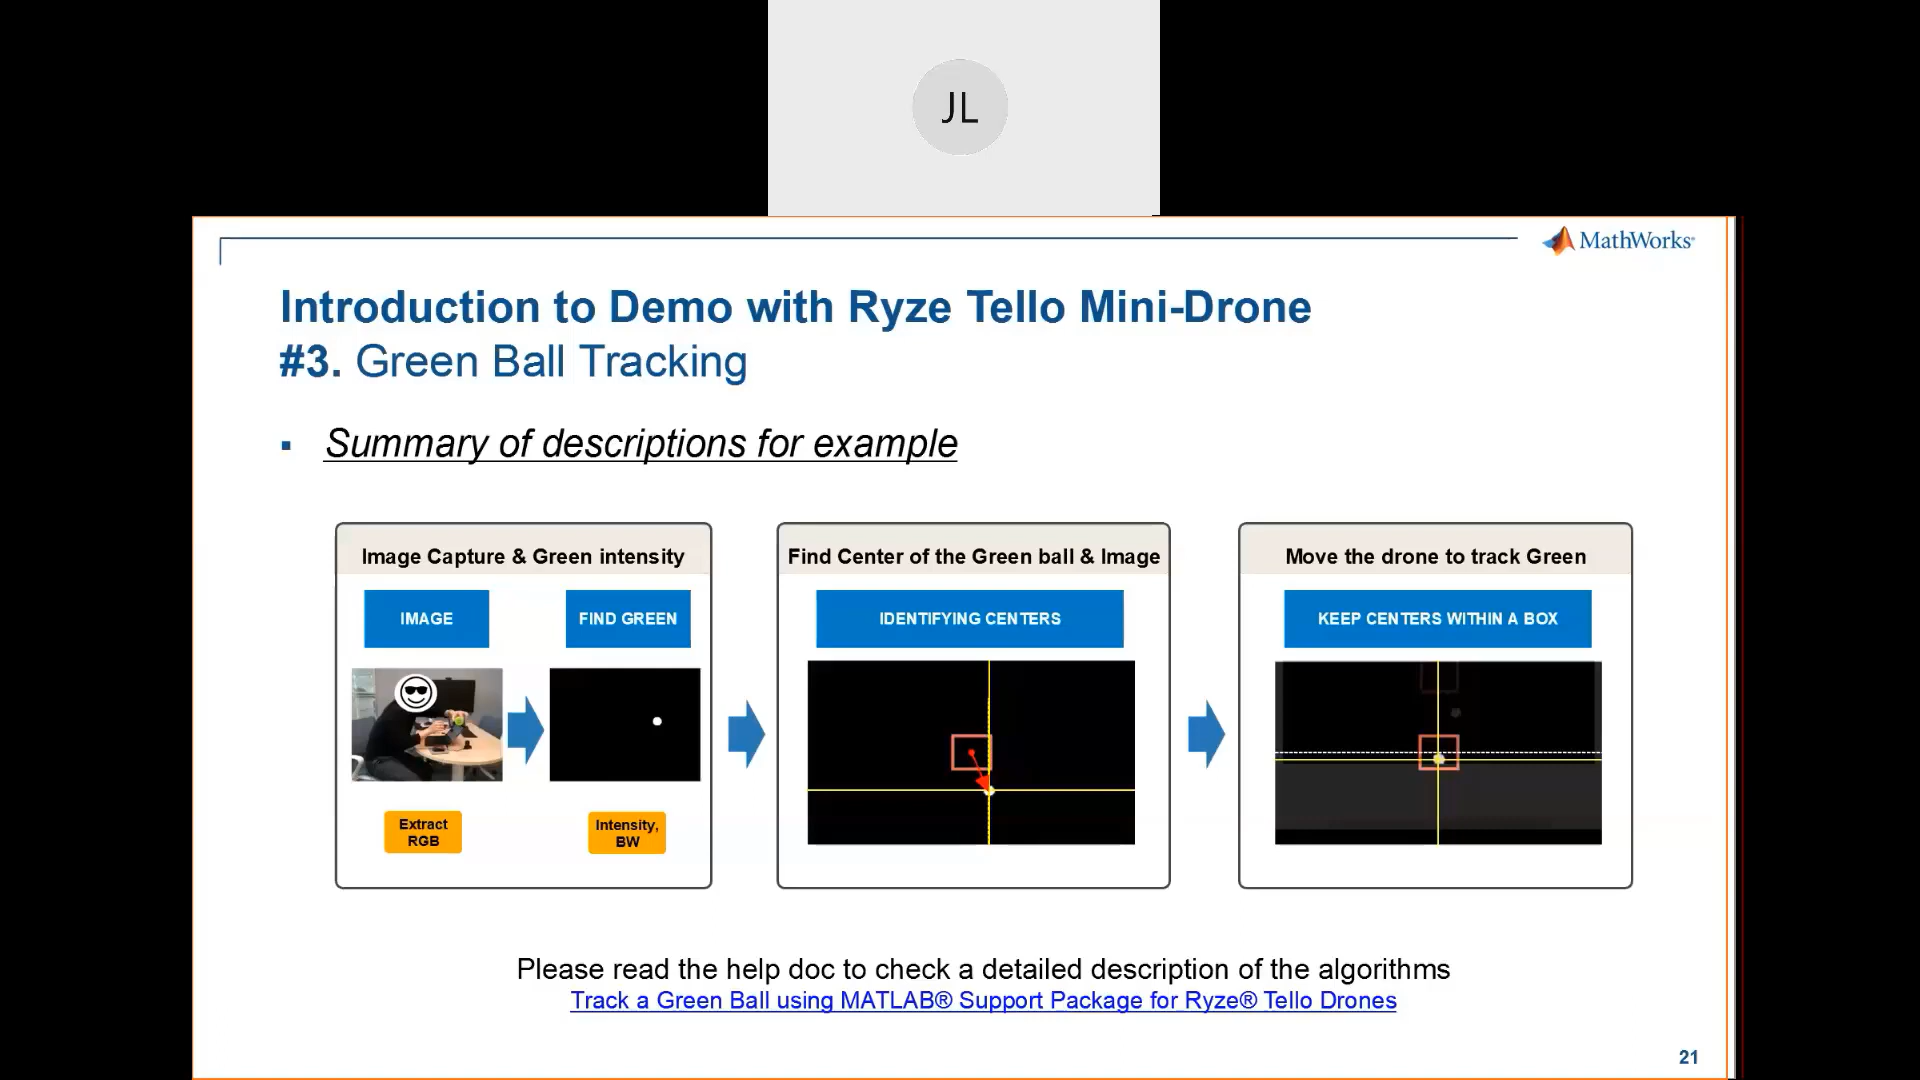 JL
MathWorks®
Introduction to Demo with Ryze Tello Mini-Drone
#3. Green Ball Tracking
▪ Summary of descriptions for example
Image Capture & Green intensity
IMAGE
FIND GREEN
Extract
RGB
Intensity,
BW
Find Center of the Green ball & Image
IDENTIFYING CENTERS
Move the drone to track Green
KEEP CENTERS WITHIN A BOX
Please read the help doc to check a detailed description of the algorithms
Track a Green Ball using MATLAB® Support Package for Ryze® Tello Drones
21